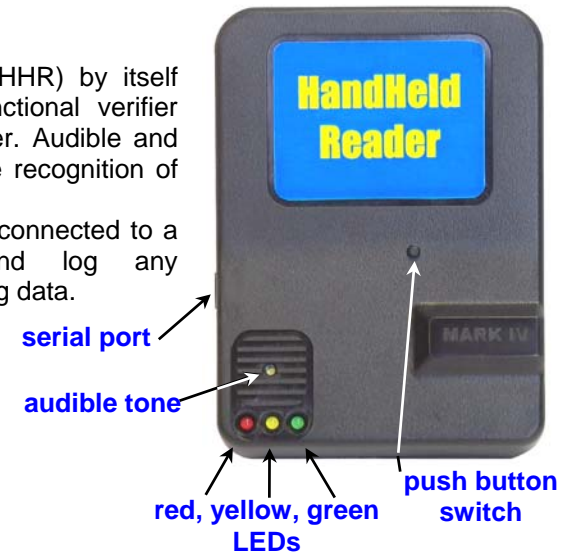 HHR) by itself
nctional verifier
er. Audible and
e recognition of
connected to a
nd log any
g data.
HandHeld
Reader
MARK IV
serial port
audible tone
red, yellow, green
LEDs
push button
switch